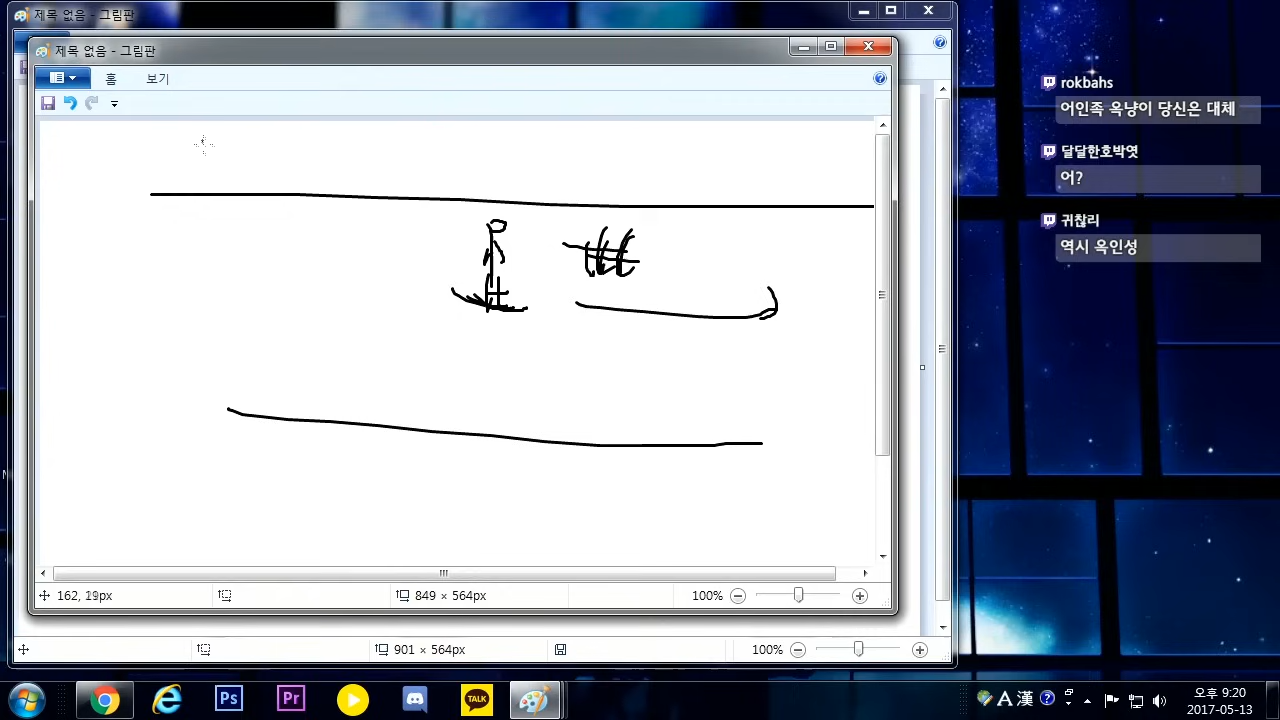 제목 없음 - 그림판
제목 없음 - 그림판
홈
보기
rokbahs
어인족 옥냥이 당신은 대체
달달한호박엿
어?
귀찮리
역시 옥인성
162, 19px
849 × 564px
100%
901 × 564px
100%
Ps
Pr
TALK
A 漢
오후 9:20
2017-05-13